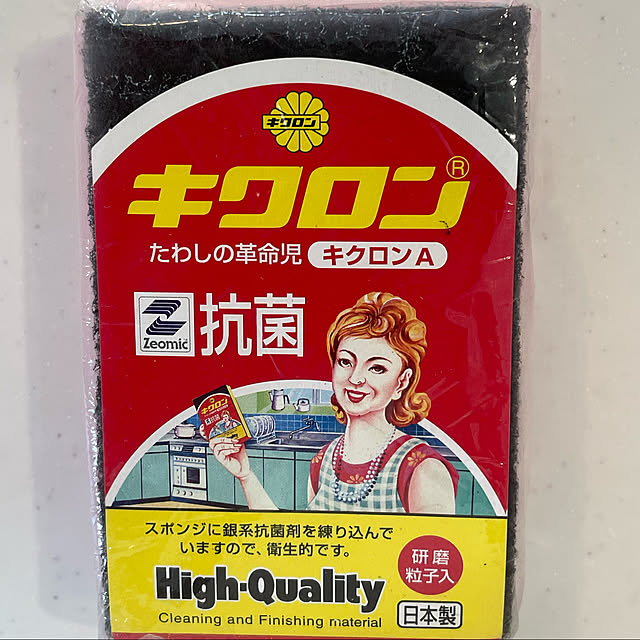 キクロン
キクロン®
たわしの革命児 キクロンA
Zeomic
抗菌
キクロン
スポンジに銀系抗菌剤を練り込んで
いますので、衛生的です。
研磨
粒子入
High-Quality
Cleaning and Finishing material
日本製